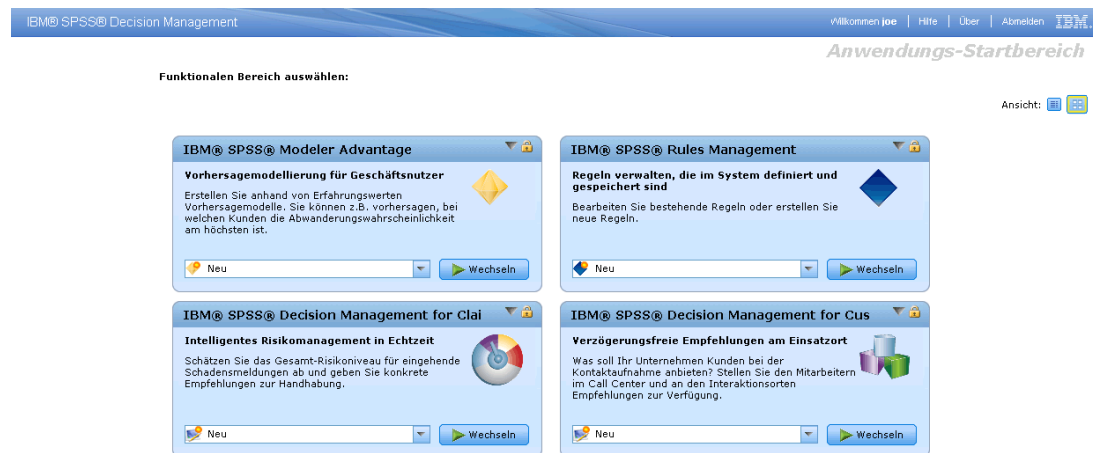 IBM® SPSS® Decision Management
Willkommen joe | Hilfe | Über | Abmelden IBM.
Anwendungs-Startbereich
Funktionalen Bereich auswählen:
Ansicht:
IBM® SPSS® Modeler Advantage
Vorhersagemodellierung für Geschäftsnutzer
Erstellen Sie anhand von Erfahrungswerten
Vorhersagemodelle. Sie können z.B. vorhersagen, bei
welchen Kunden die Abwanderungswahrscheinlichkeit
am höchsten ist.
Neu
Wechseln
IBM® SPSS® Rules Management
Regeln verwalten, die im System definiert und
gespeichert sind
Bearbeiten Sie bestehende Regeln oder erstellen Sie
neue Regeln.
Neu
Wechseln
IBM® SPSS® Decision Management for Clai
Intelligentes Risikomanagement in Echtzeit
Schätzen Sie das Gesamt-Risikoniveau für eingehende
Schadensmeldungen ab und geben Sie konkrete
Empfehlungen zur Handhabung.
Neu
Wechseln
IBM® SPSS® Decision Management for Cus
Verzögerungsfreie Empfehlungen am Einsatzort
Was soll Ihr Unternehmen Kunden bei der
Kontaktaufnahme anbieten? Stellen Sie den Mitarbeitern
im Call Center und an den Interaktionsorten
Empfehlungen zur Verfügung.
Neu
Wechseln